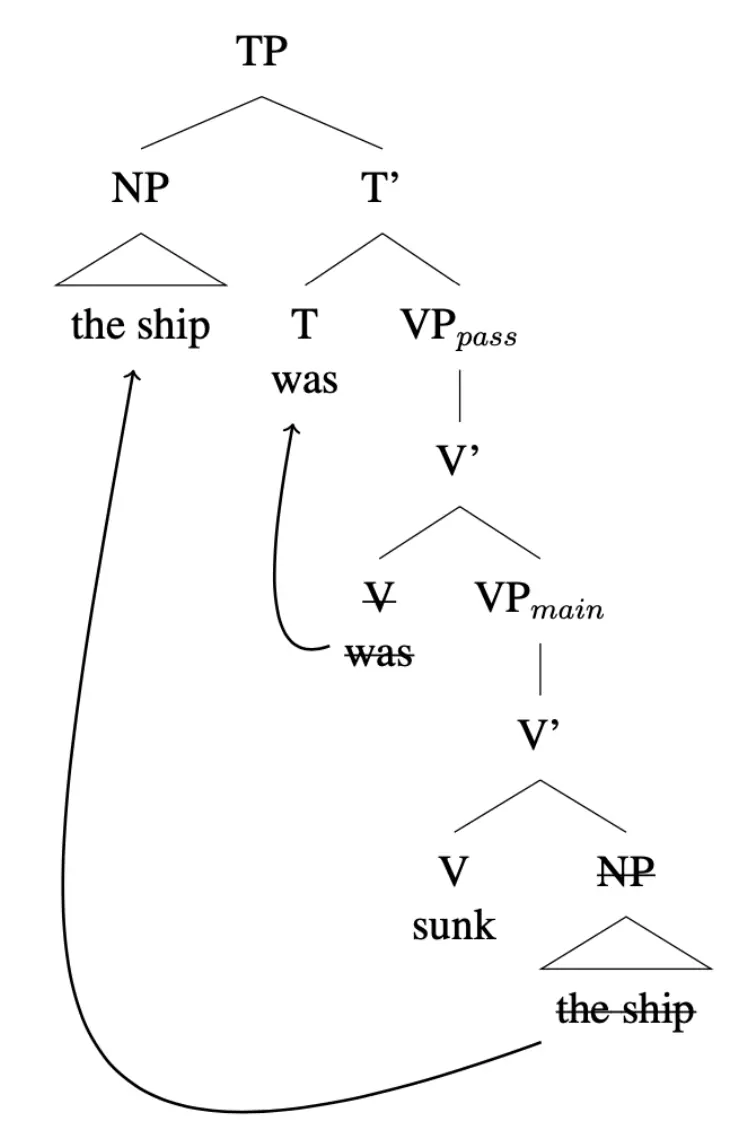 TP
NP T’
the ship T VP_pass
was
V’
V VP_main
was
V’
V NP
sunk
the ship